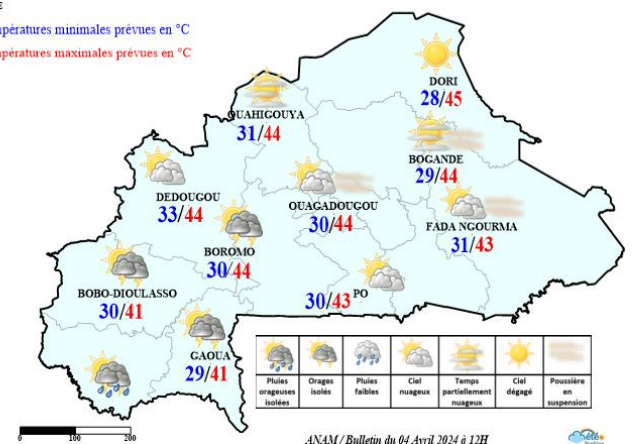 températures minimales prévues en °C
températures maximales prévues en °C
DORI
28/45
OUAHIGOUYA
31/44
BOGANDE
29/44
DEDOUGOU
33/44
OUAGADOUGOU
30/44
FADA NGOURMA
31/43
BOROMO
30/44
BOBO-DIOULASSO
30/41
30/43 PO
GAOUA
29/41
Pluies orageuses isolées
Orages isolés
Pluies faibles
Ciel nuageux
Temps partiellement nuageux
Ciel dégagé
Poussière en suspension
0 100 200
ANAM / Bulletin du 04 Avril 2024 à 12H
météo